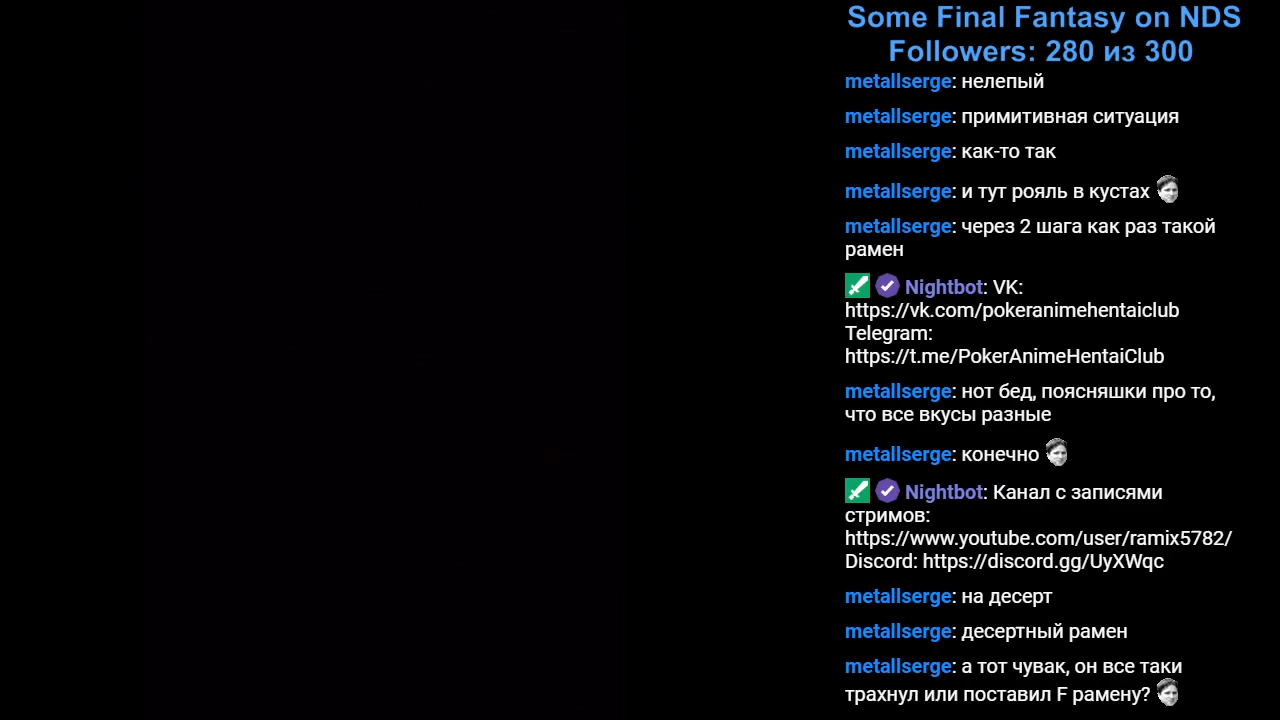 Some Final Fantasy on NDS
Followers: 280 из 300
metallserge: нелепый
metallserge: примитивная ситуация
metallserge: как-то так
metallserge: и тут рояль в кустах
metallserge: через 2 шага как раз такой
рамен
Nightbot: VK:
https://vk.com/pokeranimehentaiclub
Telegram:
https://t.me/PokerAnimeHentaiClub
metallserge: нот бед, поясняшки про то,
что все вкусы разные
metallserge: конечно
Nightbot: Канал с записями
стримов:
https://www.youtube.com/user/ramix5782/
Discord: https://discord.gg/UyXWqc
metallserge: на десерт
metallserge: десертный рамен
metallserge: а тот чувак, он все таки
трахнул или поставил F рамену?